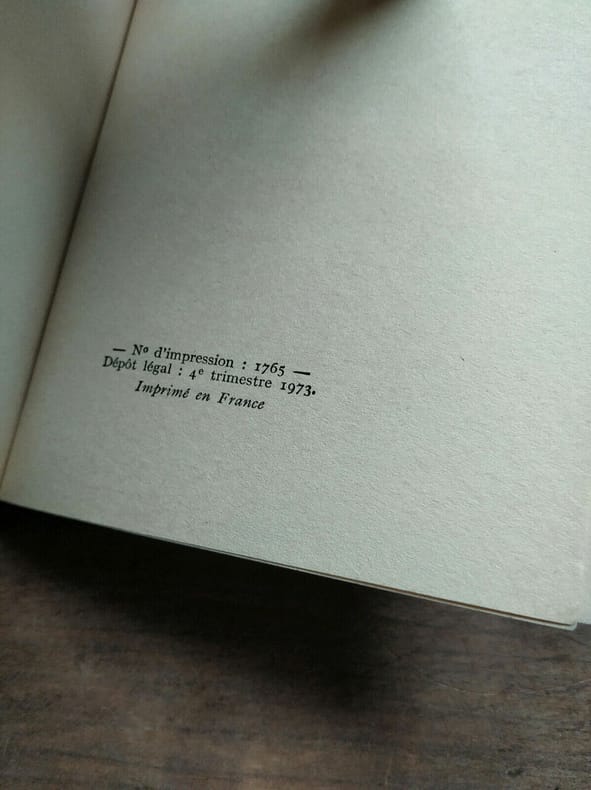 — Nº d'impression : 1765 —
Dépôt légal : 4e trimestre 1973.
Imprimé en France